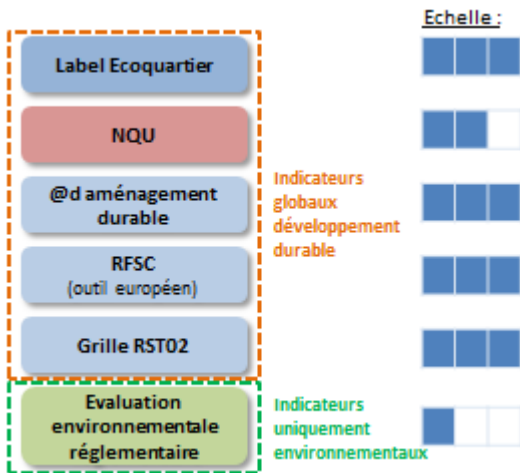 Echelle :
Label Ecoquartier
NQU
@d aménagement
durable
Indicateurs
globaux
développement
durable
RFSC
(outil européen)
Grille RST02
Evaluation
environnementale
réglementaire
Indicateurs
uniquement
environnementaux